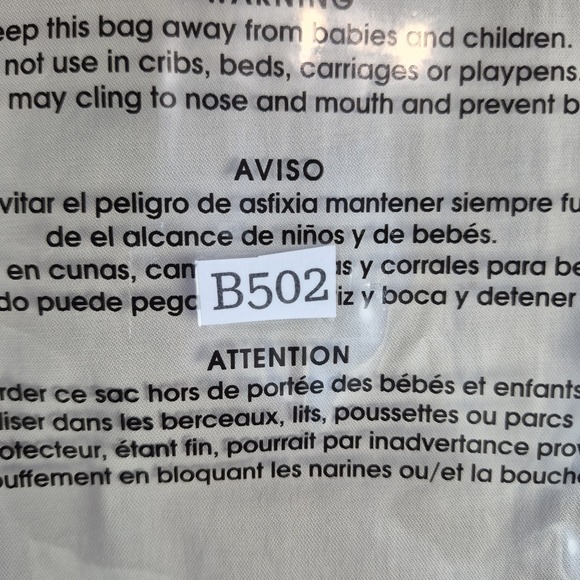 WARNING
eep this bag away from babies and children.
not use in cribs, beds, carriages or playpens.
may cling to nose and mouth and prevent b
AVISO
vitar el peligro de asfixia mantener siempre fu
de el alcance de niños y de bebés.
en cunas, can as y corrales para be
do puede pega iz y boca y detener
B502
ATTENTION
rder ce sac hors de portée des bébés et enfants
liser dans les berceaux, lits, poussettes ou parcs
otecteur, étant fin, pourrait par inadvertance pro
ouffement en bloquant les narines ou/et la bouche